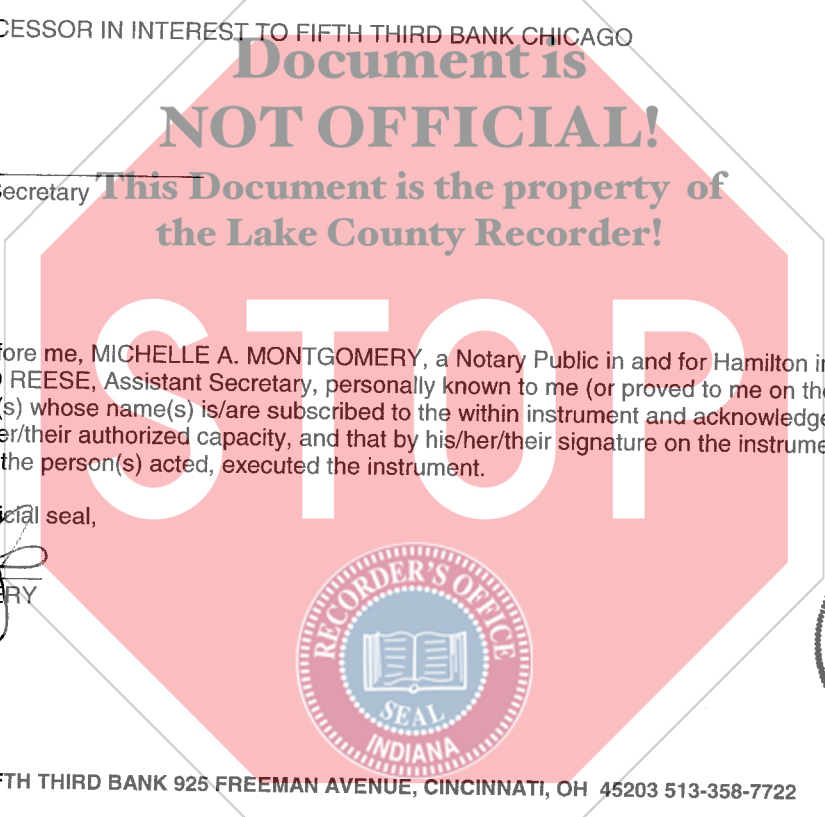 CESSOR IN INTEREST TO FIFTH THIRD BANK CHICAGO
Document is
NOT OFFICIAL!
This Document is the property of
the Lake County Recorder!
ecretary
STOP
fore me, MICHELLE A. MONTGOMERY, a Notary Public in and for Hamilton in
REESE, Assistant Secretary, personally known to me (or proved to me on the
(s) whose name(s) is/are subscribed to the within instrument and acknowledge
er/their authorized capacity, and that by his/her/their signature on the instrume
the person(s) acted, executed the instrument.
cial seal,
ERY
RECORDER'S OFFICE
SEAL
INDIANA
FTH THIRD BANK 925 FREEMAN AVENUE, CINCINNATI, OH 45203 513-358-7722